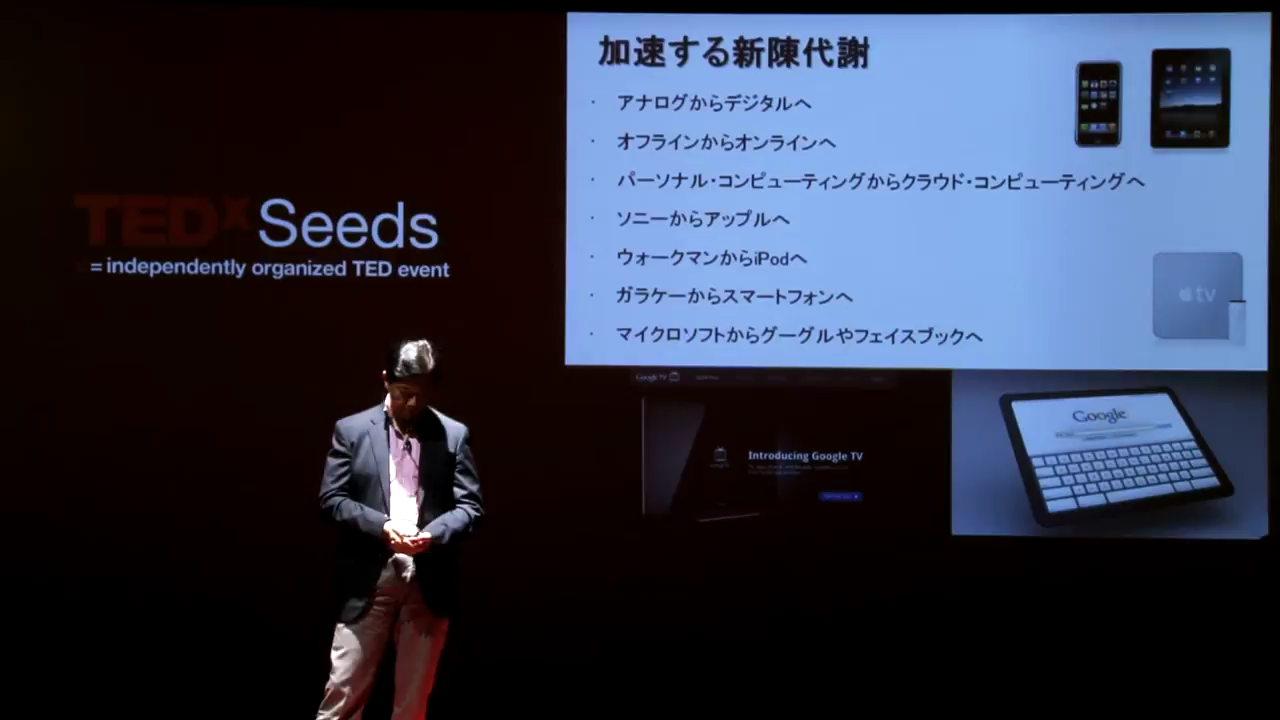 TEDxSeeds
= independently organized TED event
加速する新陳代謝
・ アナログからデジタルへ
・ オフラインからオンラインへ
・ パーソナル・コンピューティングからクラウド・コンピューティングへ
・ ソニーからアップルへ
・ ウォークマンからiPodへ
・ ガラケーからスマートフォンへ
・ マイクロソフトからグーグルやフェイスブックへ
tv
Google TV
Introducing Google TV
Google